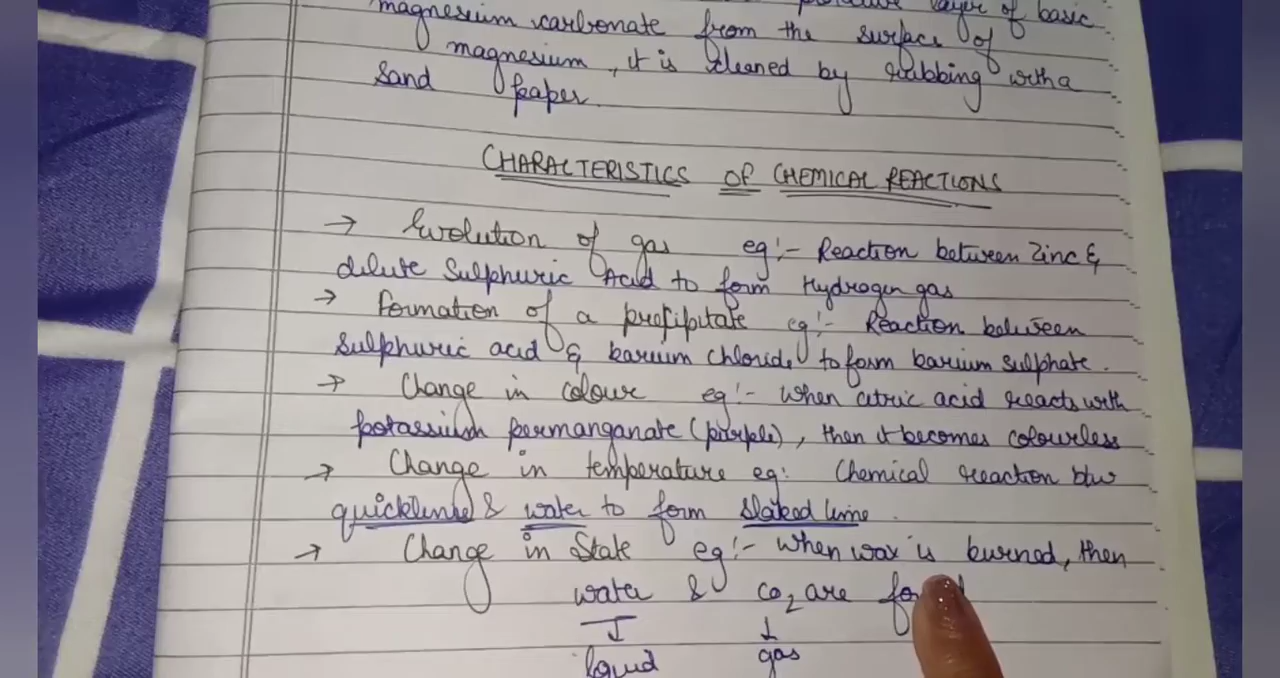 layer of basic
magnesium carbonate from the surface of
magnesium, it is cleaned by rubbing with a
sand paper.
CHARACTERISTICS OF CHEMICAL REACTIONS
→ Evolution of gas eg:- Reaction between Zinc &
dilute Sulphuric Acid to form Hydrogen gas
→ Formation of a precipitate eg:- Reaction between
sulphuric acid & barium chloride to form barium sulphate.
→ Change in colour eg:- when citric acid reacts with
potassium permanganate (purple), then it becomes colourless
→ Change in temperature eg: Chemical reaction btw
quicklime & water to form slaked lime.
→ Change in State eg:- when wax is burned, then
water & CO2 are
↓ ↓
liquid gas